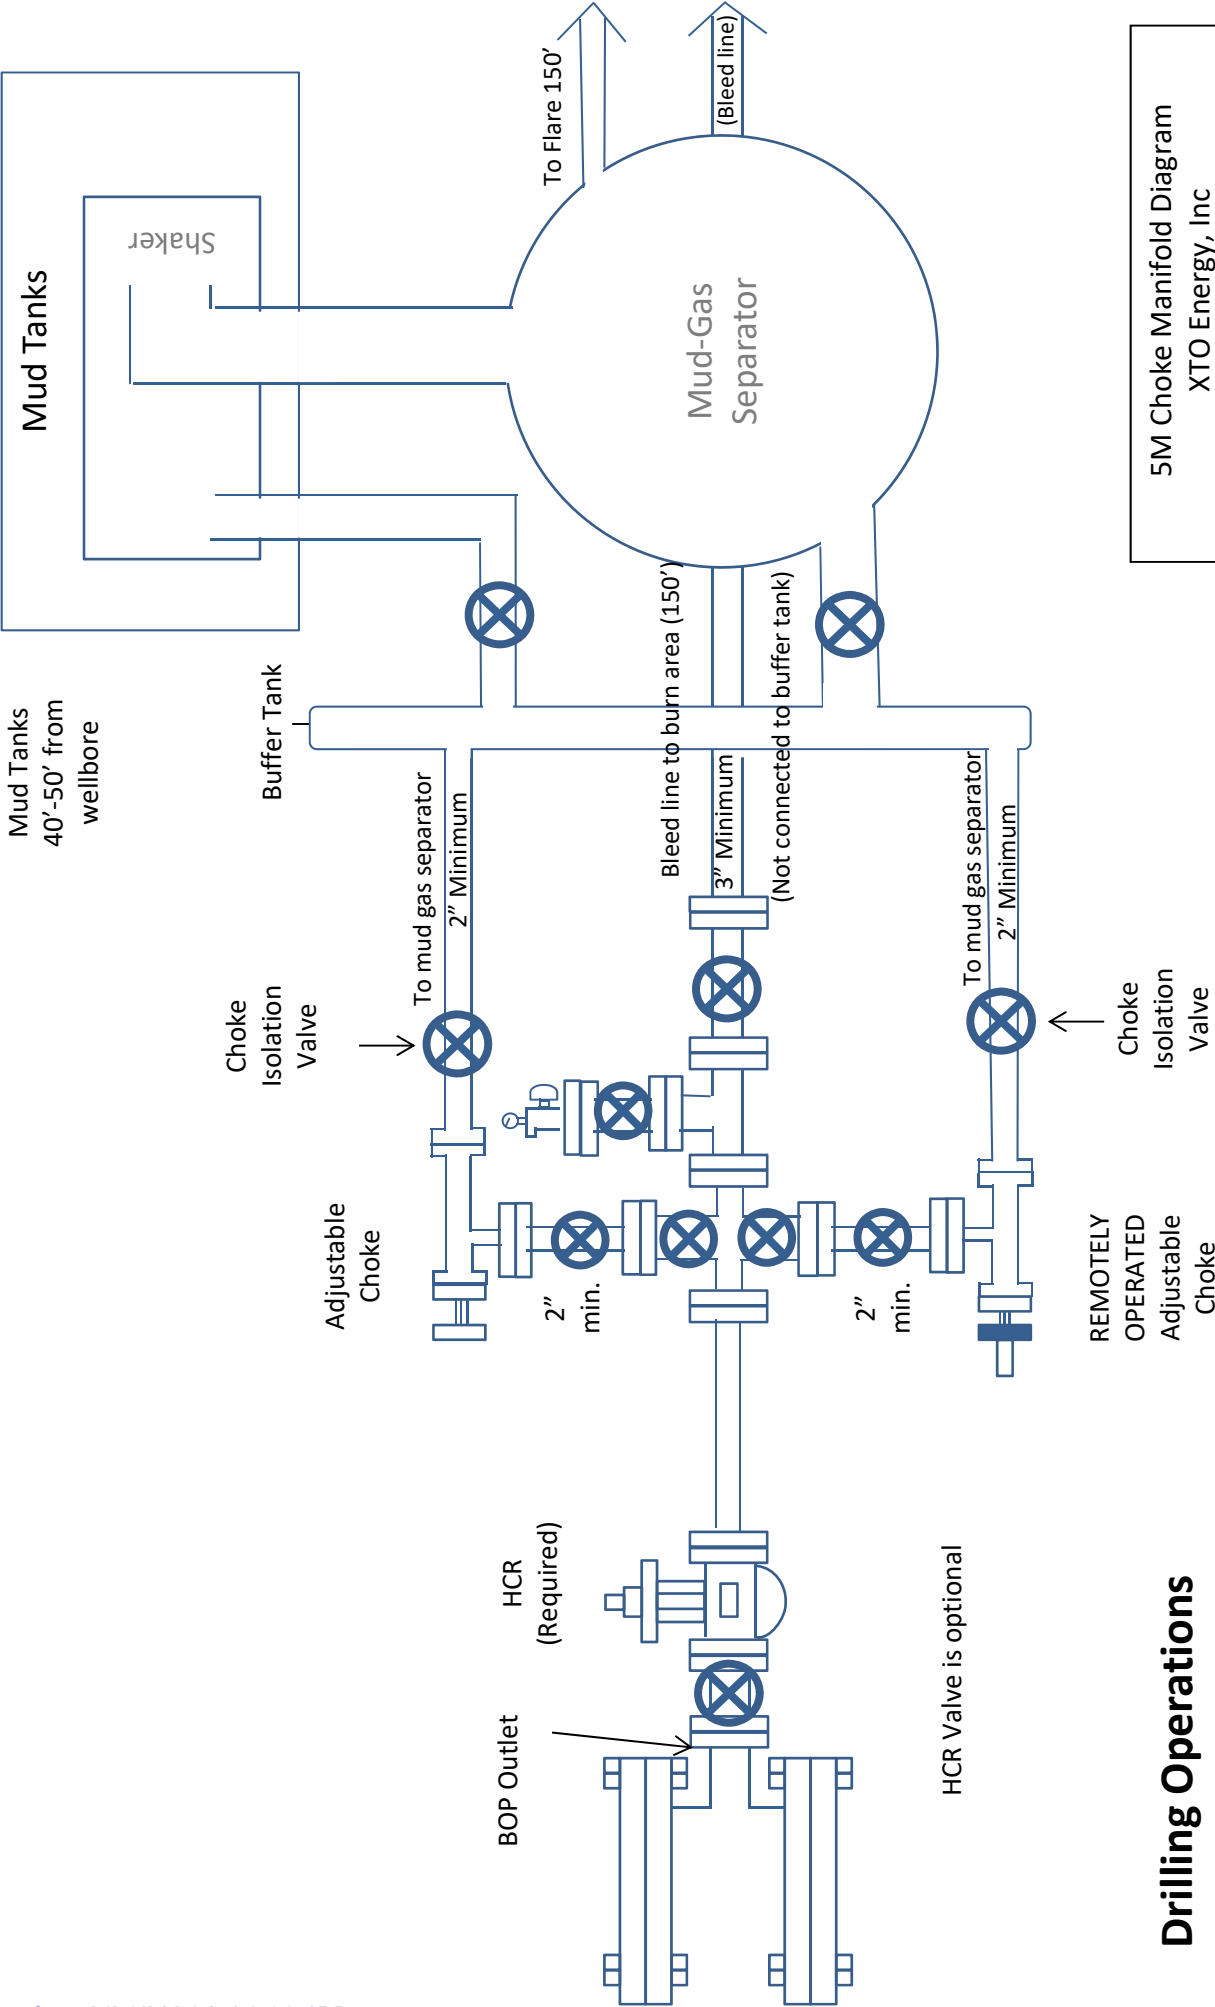 Mud Tanks
Shaker
Mud Tanks
40’-50’ from
wellbore
Buffer Tank
To Flare 150’
(Bleed line)
Mud-Gas
Separator
Bleed line to burn area (150’)
3” Minimum
(Not connected to buffer tank)
To mud gas separator
2” Minimum
To mud gas separator
2” Minimum
Choke
Isolation
Valve
Choke
Isolation
Valve
Adjustable
Choke
2”
min.
2”
min.
REMOTELY
OPERATED
Adjustable
Choke
HCR
(Required)
BOP Outlet
HCR Valve is optional
Drilling Operations
5M Choke Manifold Diagram
XTO Energy, Inc